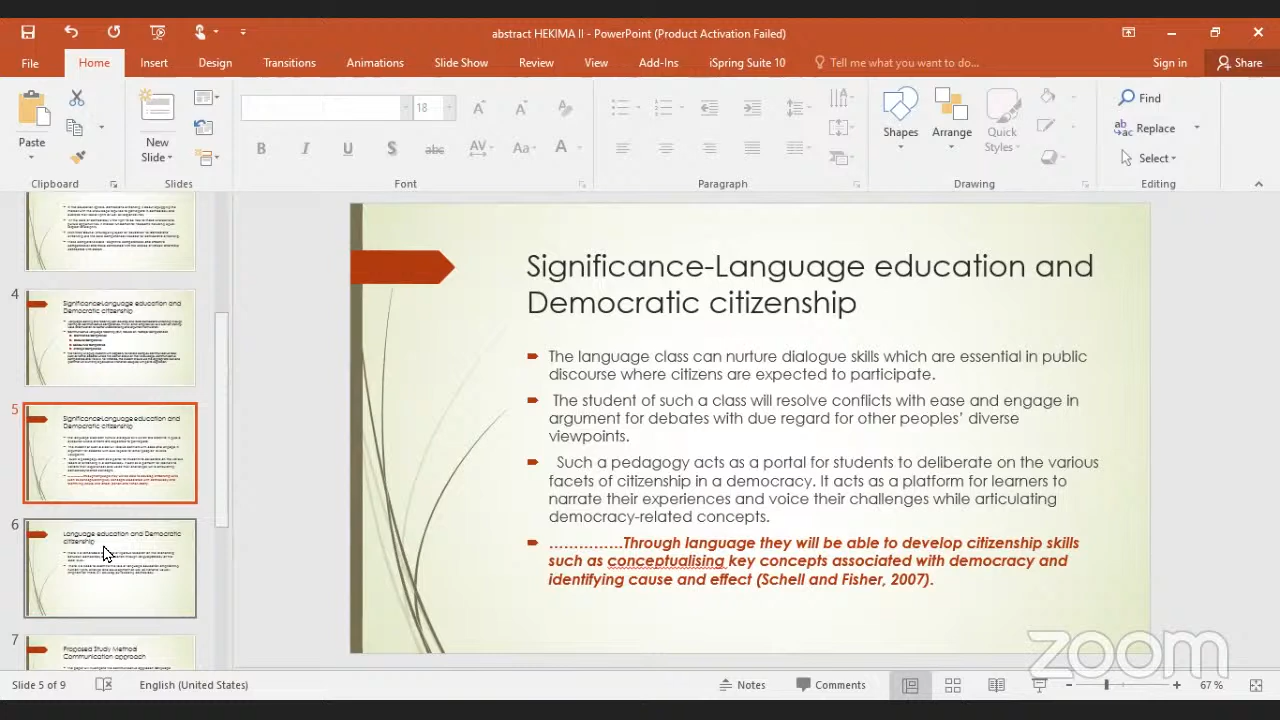 abstract HEKIMA II - PowerPoint (Product Activation Failed)
File Home Insert Design Transitions Animations Slide Show Review View Add-Ins iSpring Suite 10 Tell me what you want to do... Sign in Share
18
Paste
New
Slide
Shapes
Arrange
Quick
Styles
Find
Replace
Select
Clipboard Slides Font Paragraph Drawing Editing
4
Significance-Language education and
Democratic citizenship
5
Significance-Language education and
Democratic citizenship
6
Language education and Democratic
citizenship
7
Proposed Study Method
Communication approach
Significance-Language education and
Democratic citizenship
The language class can nurture dialogue skills which are essential in public
discourse where citizens are expected to participate.
The student of such a class will resolve conflicts with ease and engage in
argument for debates with due regard for other peoples’ diverse
viewpoints.
Such a pedagogy acts as a point for students to deliberate on the various
facets of citizenship in a democracy. It acts as a platform for learners to
narrate their experiences and voice their challenges while articulating
democracy-related concepts.
……………Through language they will be able to develop citizenship skills
such as conceptualising key concepts associated with democracy and
identifying cause and effect (Schell and Fisher, 2007).
zoom
Slide 5 of 9 English (United States) Notes Comments 67 %